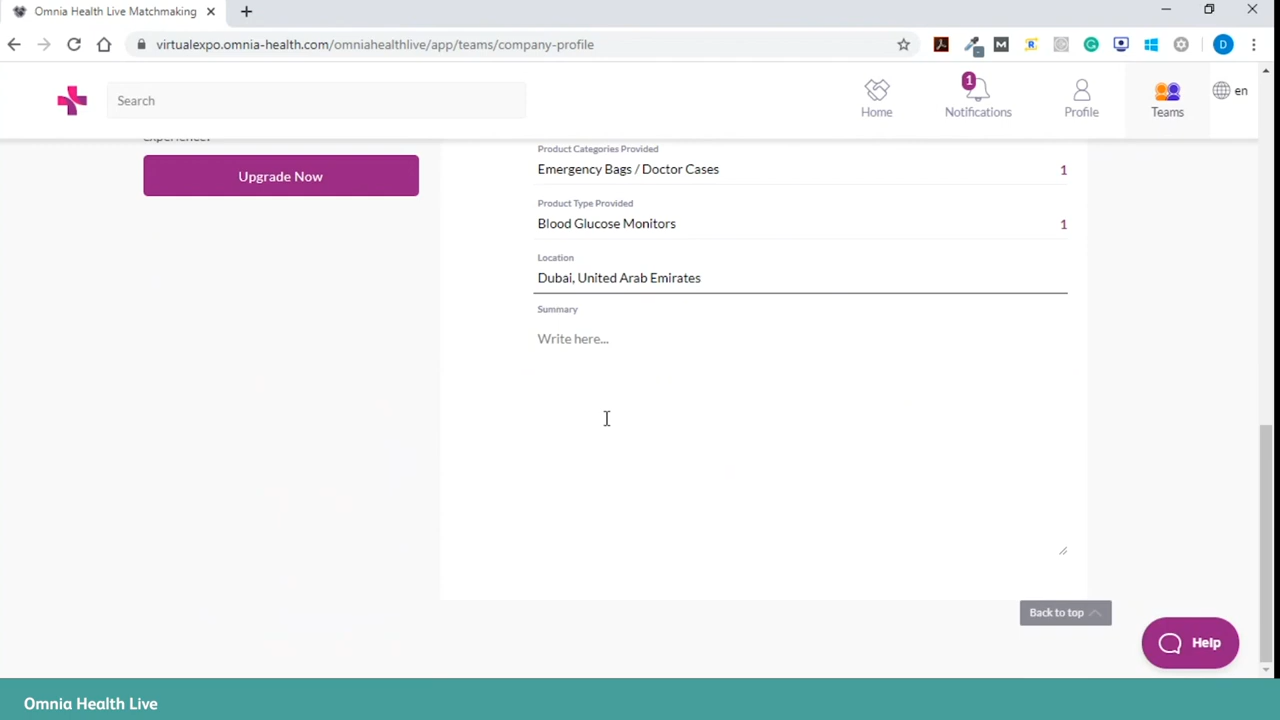 Omnia Health Live Matchmaking
virtualexpo.omnia-health.com/omniahealthlive/app/teams/company-profile
M
R
D
Search
Home
1
Notifications
Profile
Teams
en
experience.
Upgrade Now
Product Categories Provided
Emergency Bags / Doctor Cases 1
Product Type Provided
Blood Glucose Monitors 1
Location
Dubai, United Arab Emirates
Summary
Write here...
Back to top
Help
Omnia Health Live